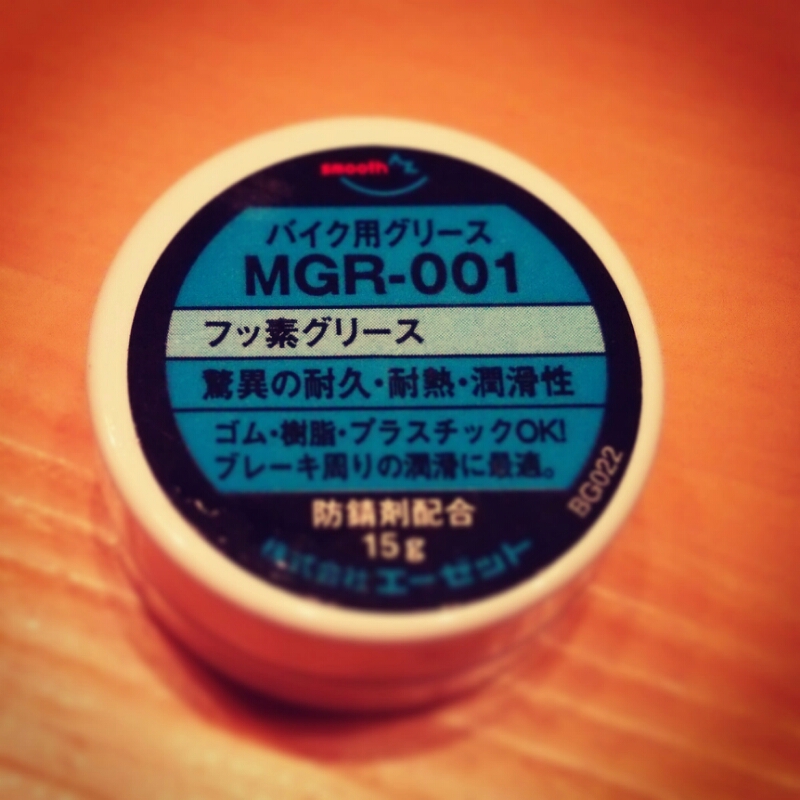 smooth AZ
バイク用グリース
MGR-001
フッ素グリース
驚異の耐久・耐熱・潤滑性
ゴム・樹脂・プラスチックOK!
ブレーキ周りの潤滑に最適。
防錆剤配合
15g
株式会社エーゼット
BG022